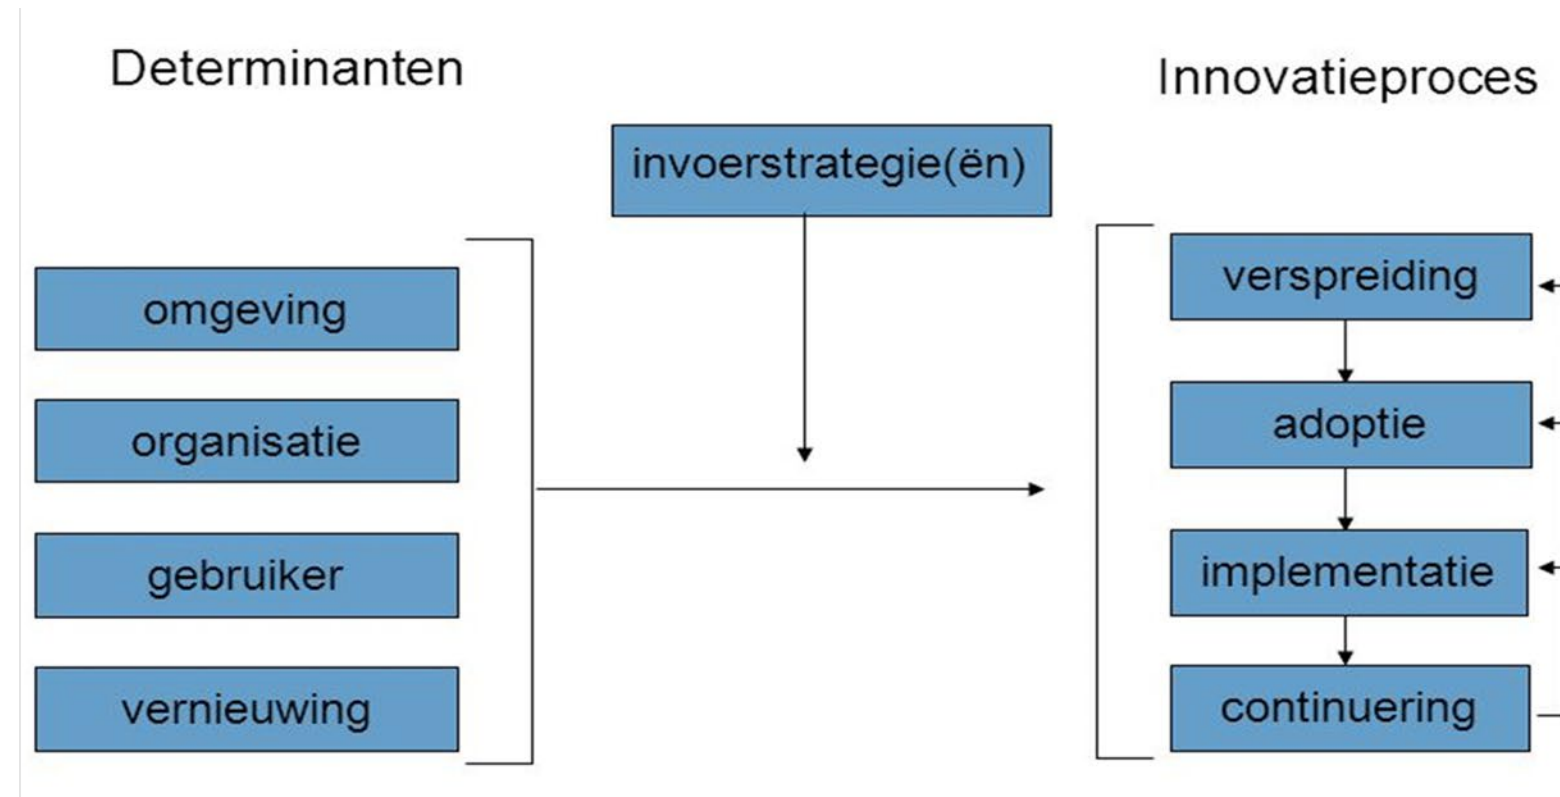 Determinanten
Innovatieproces
invoerstrategie(ën)
omgeving
organisatie
gebruiker
vernieuwing
verspreiding
adoptie
implementatie
continuering